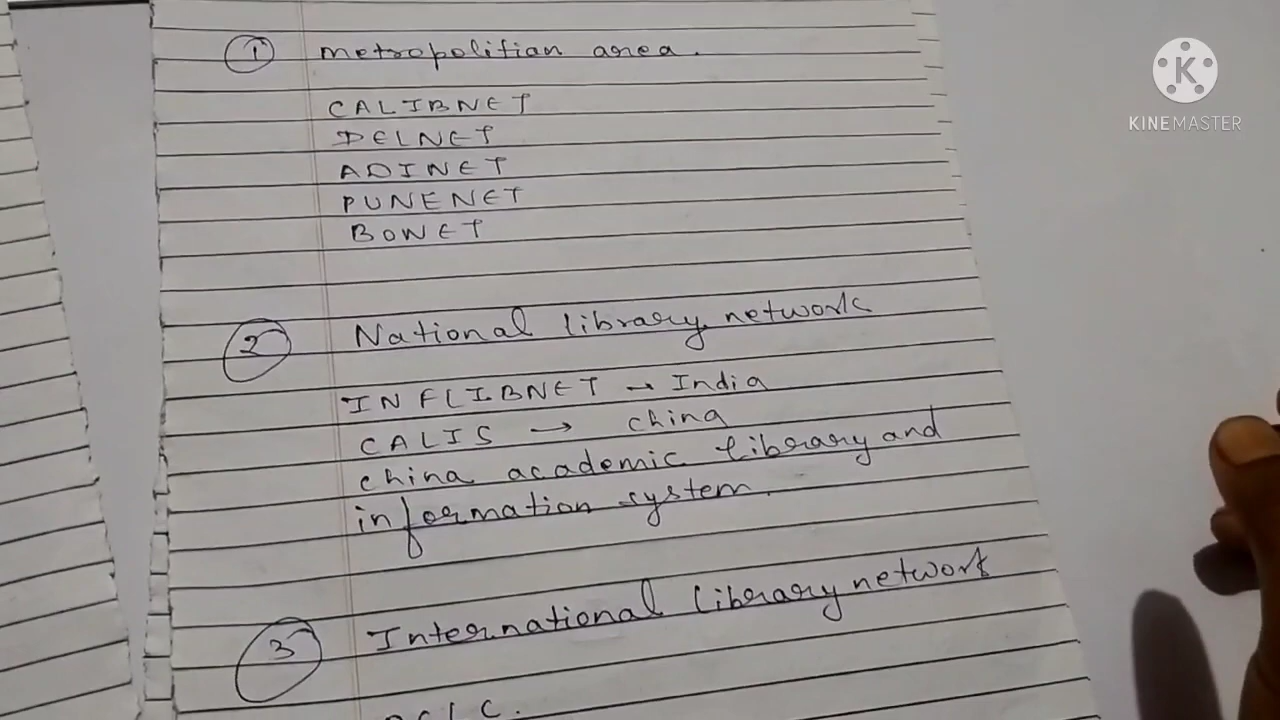 1 metropolitian area.
CALIBNET
DELNET
ADINET
PUNENET
BONET
2 National library network
INFLIBNET → India
CALIS → china
china academic library and
information system.
3 International library network
OCLC.
K
KINEMASTER